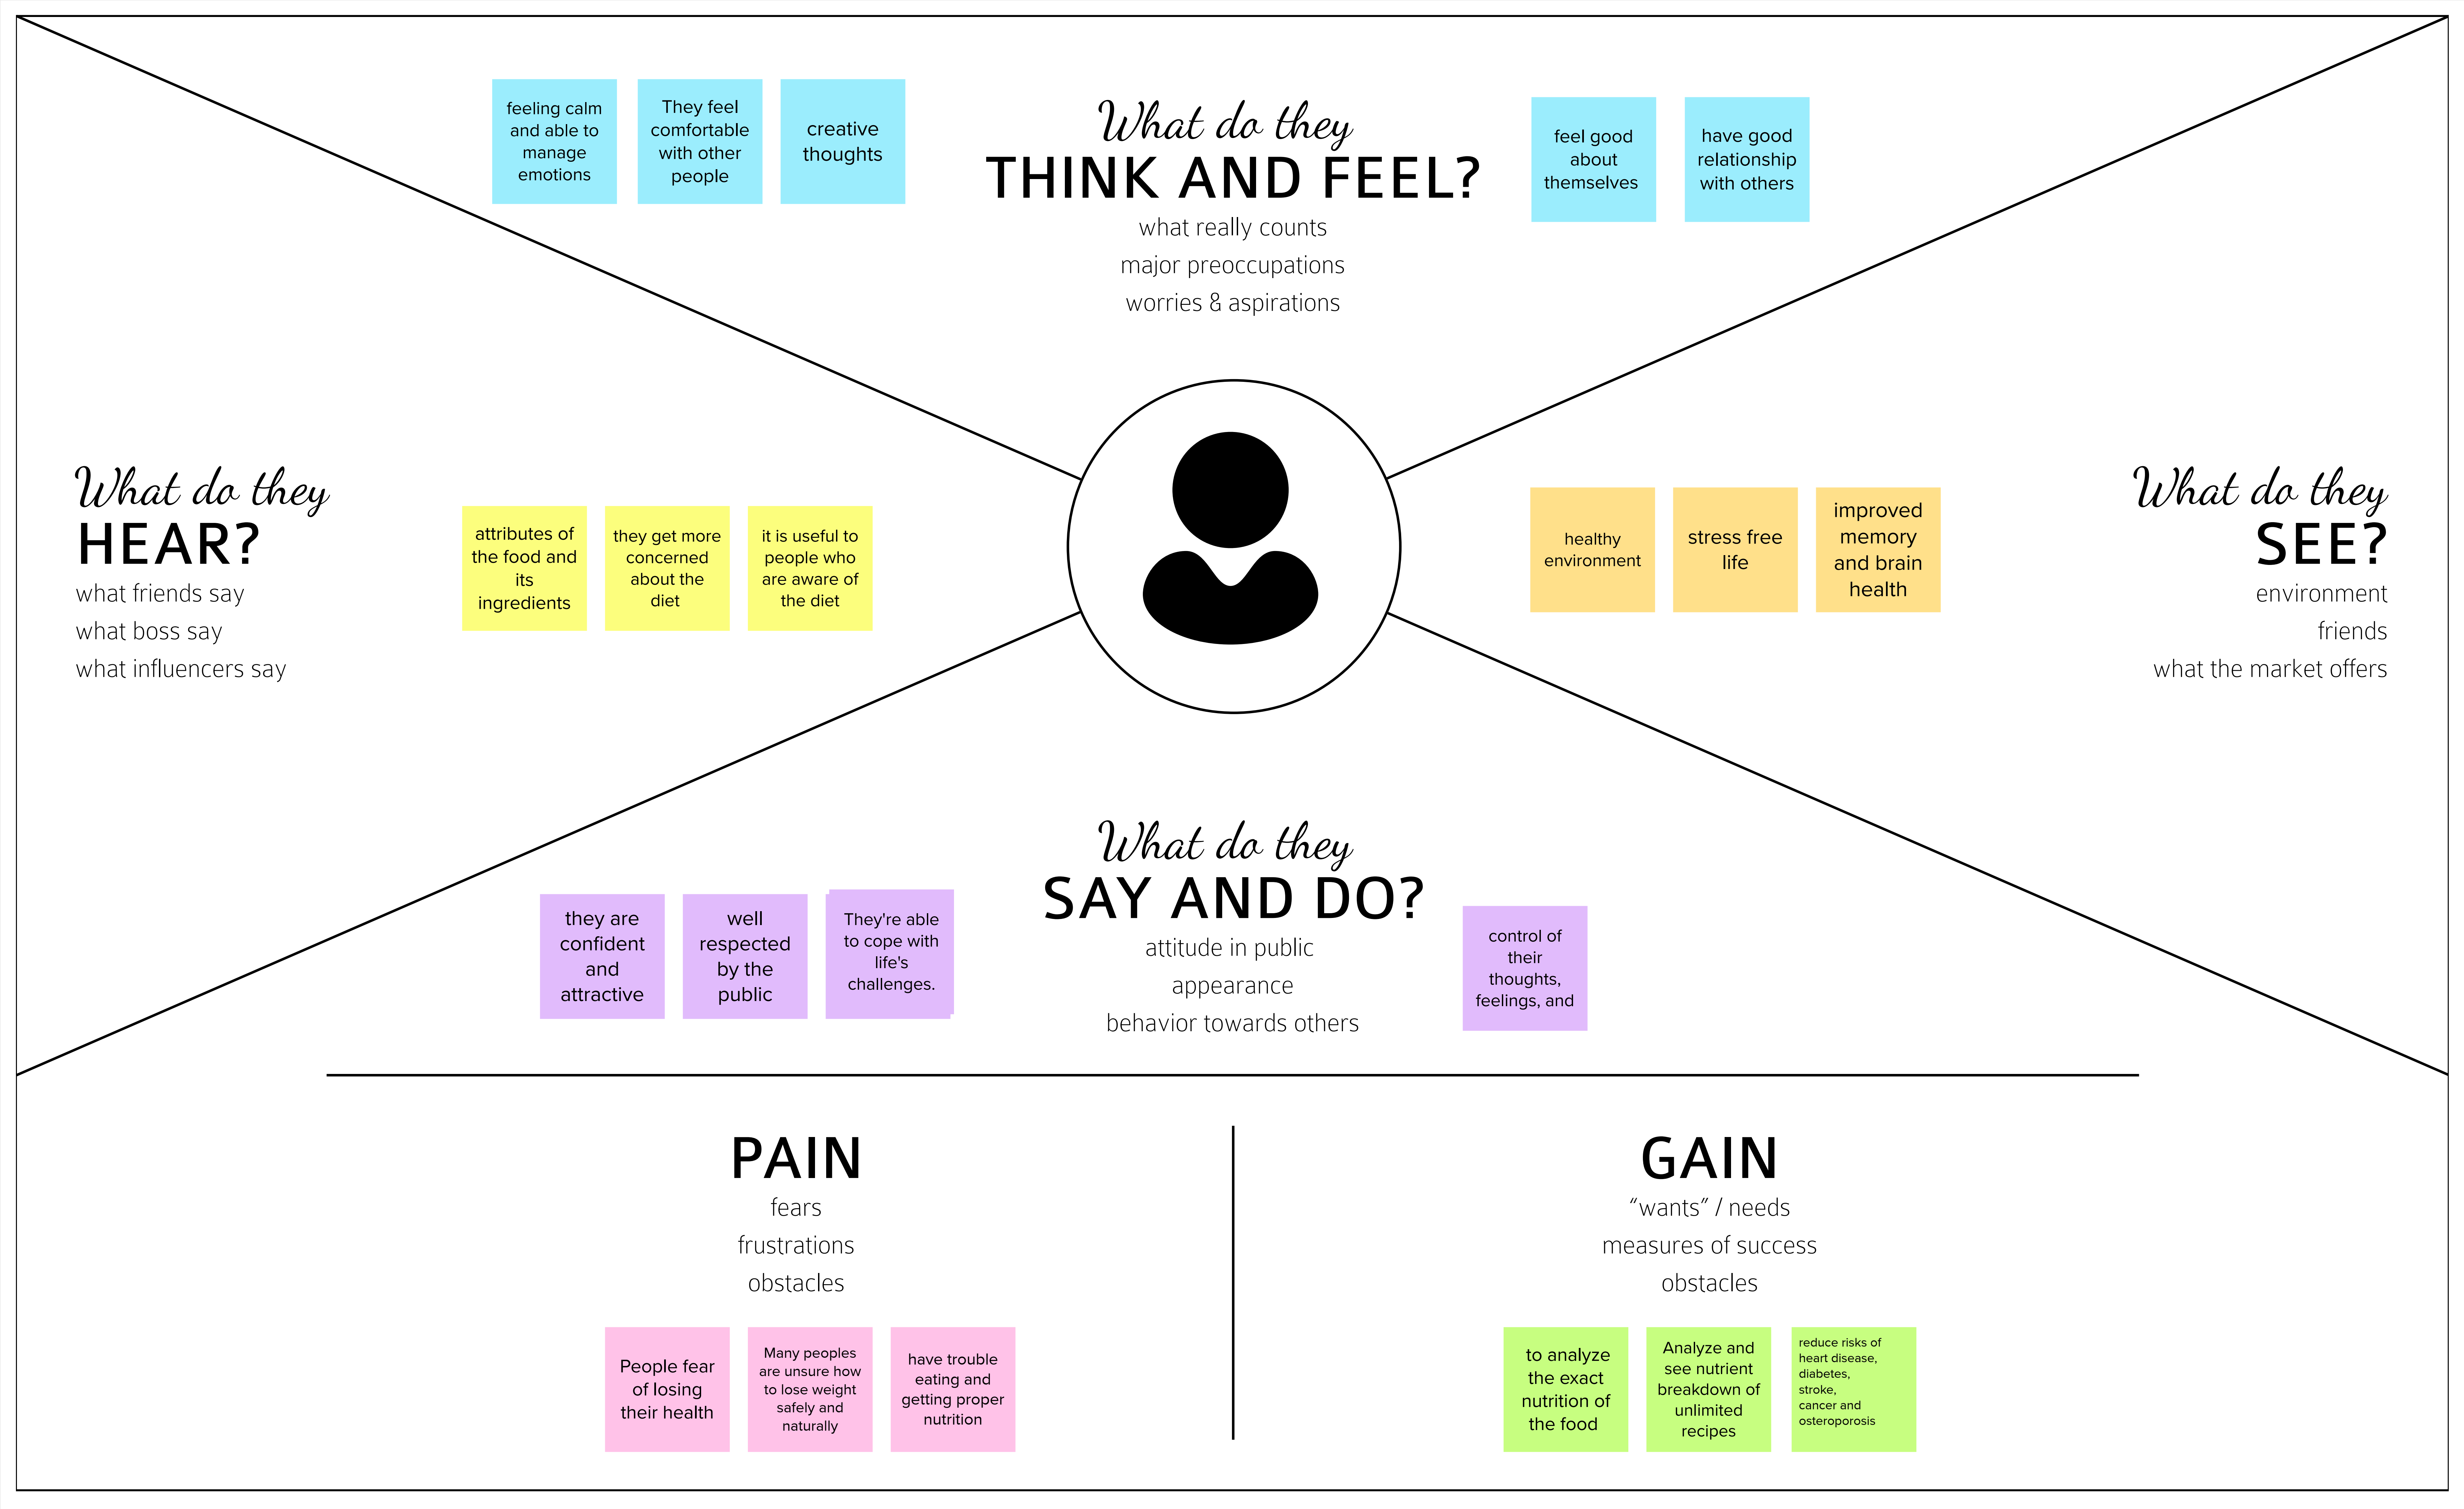 feeling calm
and able to
manage
emotions
They feel
comfortable
with other
people
creative
thoughts
What do they
THINK AND FEEL?
what really counts
major preoccupations
worries & aspirations
feel good
about
themselves
have good
relationship
with others
What do they
HEAR?
what friends say
what boss say
what influencers say
attributes of
the food and
its
ingredients
they get more
concerned
about the
diet
it is useful to
people who
are aware of
the diet
healthy
environment
stress free
life
improved
memory
and brain
health
What do they
SEE?
environment
friends
what the market offers
they are
confident
and
attractive
well
respected
by the
public
They're able
to cope with
life's
challenges.
What do they
SAY AND DO?
attitude in public
appearance
behavior towards others
control of
their
thoughts,
feelings, and
PAIN
fears
frustrations
obstacles
People fear
of losing
their health
Many peoples
are unsure how
to lose weight
safely and
naturally
have trouble
eating and
getting proper
nutrition
GAIN
“wants” / needs
measures of success
obstacles
to analyze
the exact
nutrition of
the food
Analyze and
see nutrient
breakdown of
unlimited
recipes
reduce risks of
heart disease,
diabetes,
stroke,
cancer and
osteroporosis